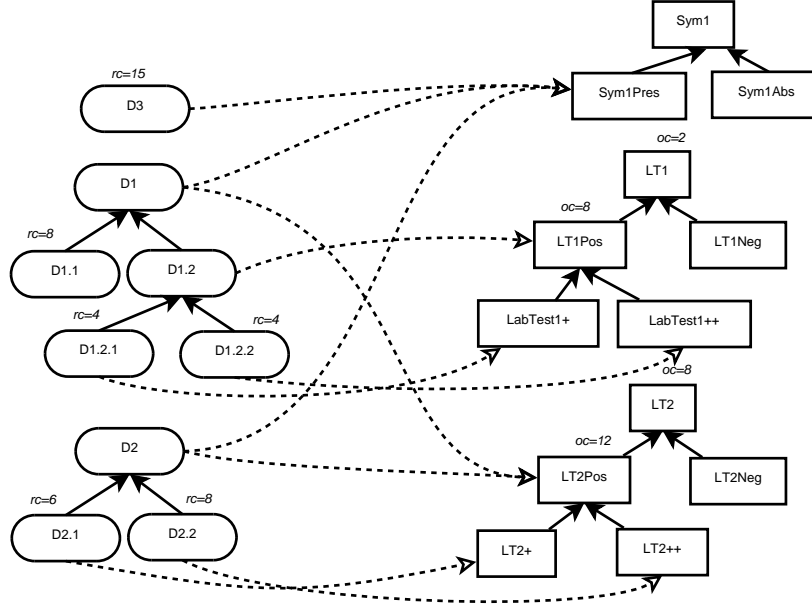 Sym1
rc=15
D3
Sym1Pres
Sym1Abs
oc=2
LT1
D1
oc=8
rc=8
LT1Pos
LT1Neg
D1.1
D1.2
rc=4
rc=4
LabTest1+
LabTest1++
D1.2.1
D1.2.2
oc=8
LT2
D2
oc=12
rc=6
rc=8
LT2Pos
LT2Neg
D2.1
D2.2
LT2+
LT2++